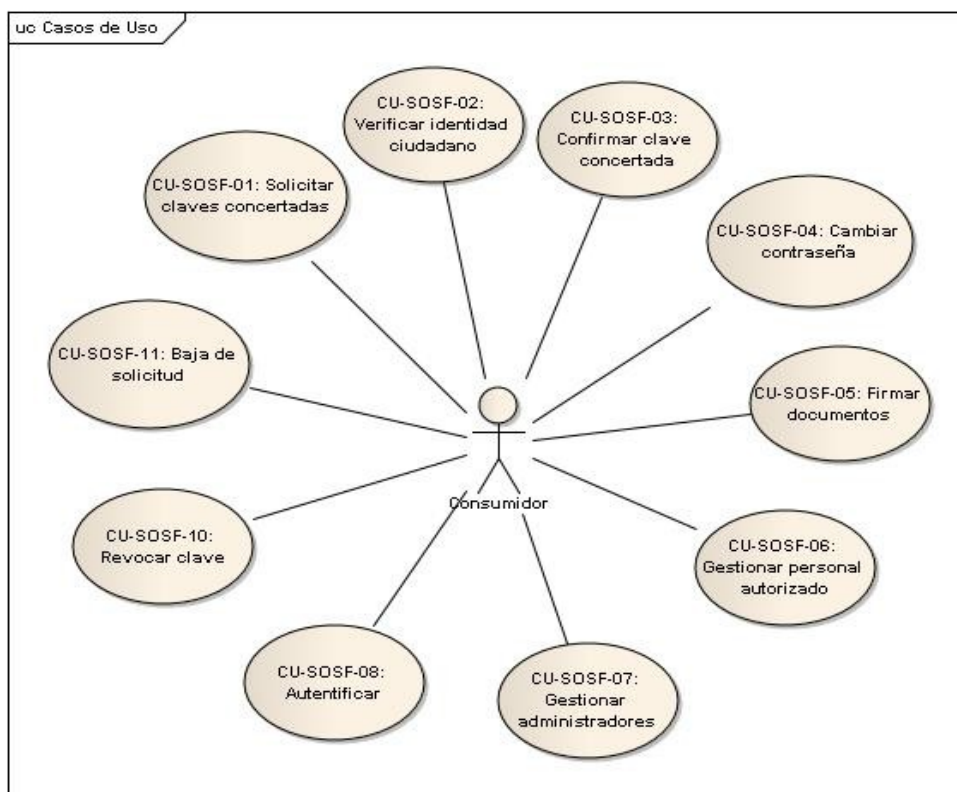 uc Casos de Uso
CU-SOSF-02:
Verificar identidad
ciudadano
CU-SOSF-03:
Confirmar clave
concertada
CU-SOSF-01: Solicitar
claves concertadas
CU-SOSF-04: Cambiar
contraseña
CU-SOSF-11: Baja de
solicitud
CU-SOSF-05: Firmar
documentos
Consumidor
CU-SOSF-10:
Revocar clave
CU-SOSF-06:
Gestionar personal
autorizado
CU-SOSF-08:
Autentificar
CU-SOSF-07:
Gestionar
administradores